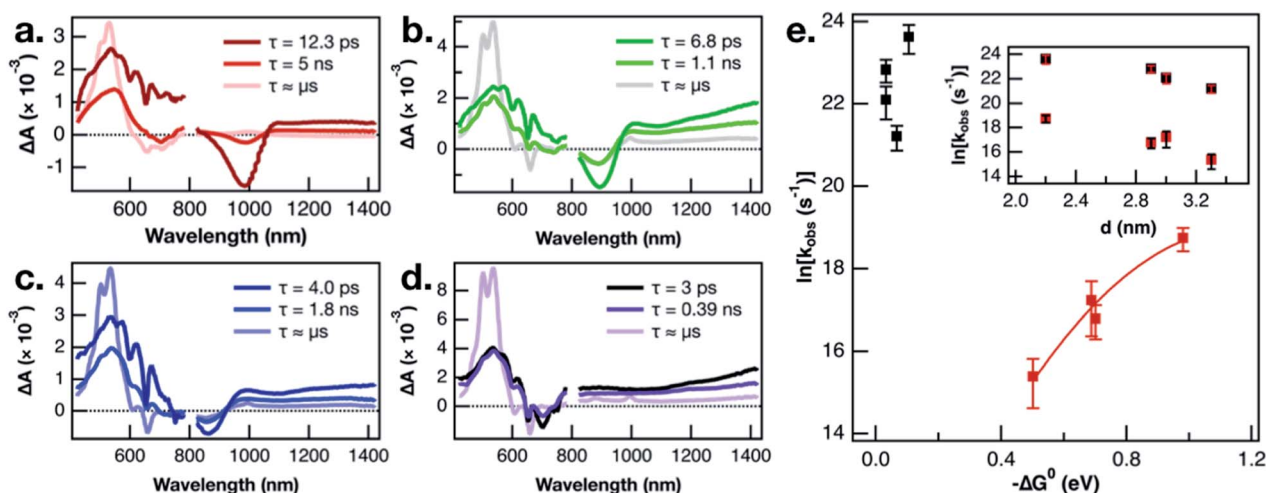 a.
ΔA (× 10⁻³)
3
2
1
0
-1
τ = 12.3 ps
τ = 5 ns
τ ≈ μs
600 800 1000 1200 1400
Wavelength (nm)
b.
ΔA (× 10⁻³)
4
2
0
τ = 6.8 ps
τ = 1.1 ns
τ ≈ μs
600 800 1000 1200 1400
Wavelength (nm)
c.
ΔA (× 10⁻³)
4
3
2
1
0
τ = 4.0 ps
τ = 1.8 ns
τ ≈ μs
600 800 1000 1200 1400
Wavelength (nm)
d.
ΔA (× 10⁻³)
8
6
4
2
0
τ = 3 ps
τ = 0.39 ns
τ ≈ μs
600 800 1000 1200 1400
Wavelength (nm)
e.
ln[k_obs (s⁻¹)]
24
22
20
18
16
14
0.0 0.4 0.8 1.2
-ΔG⁰ (eV)
ln[k_obs (s⁻¹)]
24
22
20
18
16
14
2.0 2.4 2.8 3.2
d (nm)